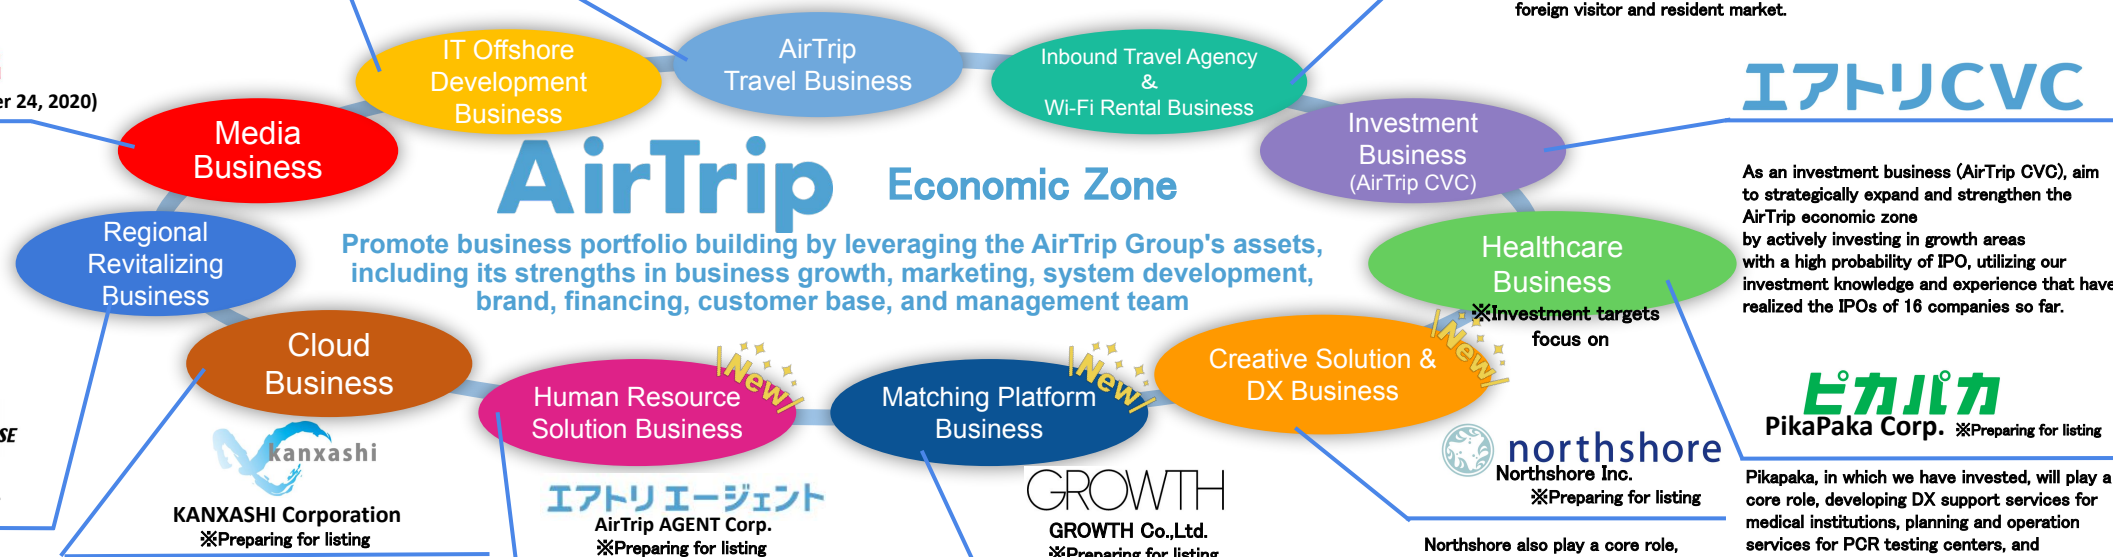 foreign visitor and resident market.
er 24, 2020)
IT Offshore
Development
Business
AirTrip
Travel Business
Inbound Travel Agency
&
Wi-Fi Rental Business
エアトリCVC
Media
Business
Investment
Business
(AirTrip CVC)
AirTrip Economic Zone
As an investment business (AirTrip CVC), aim
to strategically expand and strengthen the
AirTrip economic zone
by actively investing in growth areas
with a high probability of IPO, utilizing our
investment knowledge and experience that have
realized the IPOs of 16 companies so far.
Regional
Revitalizing
Business
Promote business portfolio building by leveraging the AirTrip Group's assets,
including its strengths in business growth, marketing, system development,
brand, financing, customer base, and management team
Healthcare
Business
※Investment targets
focus on
Cloud
Business
Human Resource
Solution Business
New
Matching Platform
Business
New
Creative Solution &
DX Business
New
ピカパカ
PikaPaka Corp. ※Preparing for listing
SE
kanxashi
KANXASHI Corporation
※Preparing for listing
エアトリ エージェント
AirTrip AGENT Corp.
※Preparing for listing
GROWTH
GROWTH Co.,Ltd.
※Preparing for listing
northshore
Northshore Inc.
※Preparing for listing
Northshore also play a core role,
Pikapaka, in which we have invested, will play a
core role, developing DX support services for
medical institutions, planning and operation
services for PCR testing centers, and